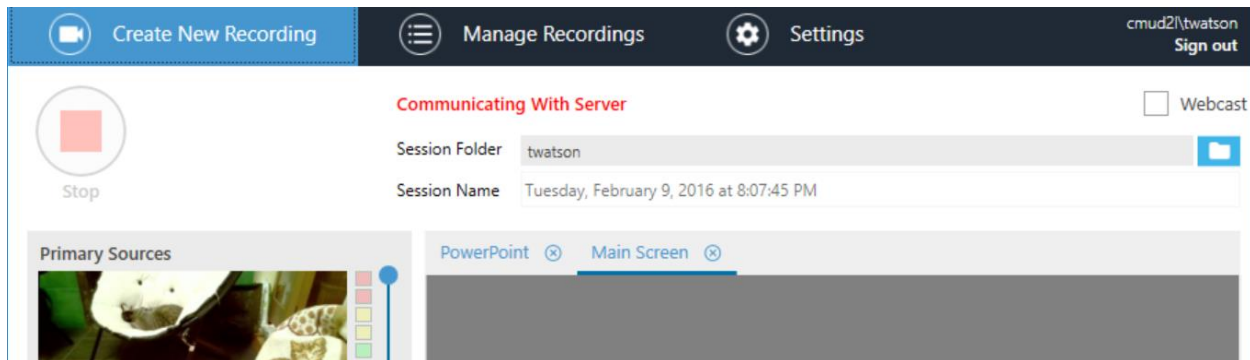 Create New Recording
Manage Recordings
Settings
cmud2l\twatson
Sign out
Communicating With Server
Webcast
Session Folder twatson
Session Name Tuesday, February 9, 2016 at 8:07:45 PM
Stop
Primary Sources
PowerPoint
Main Screen